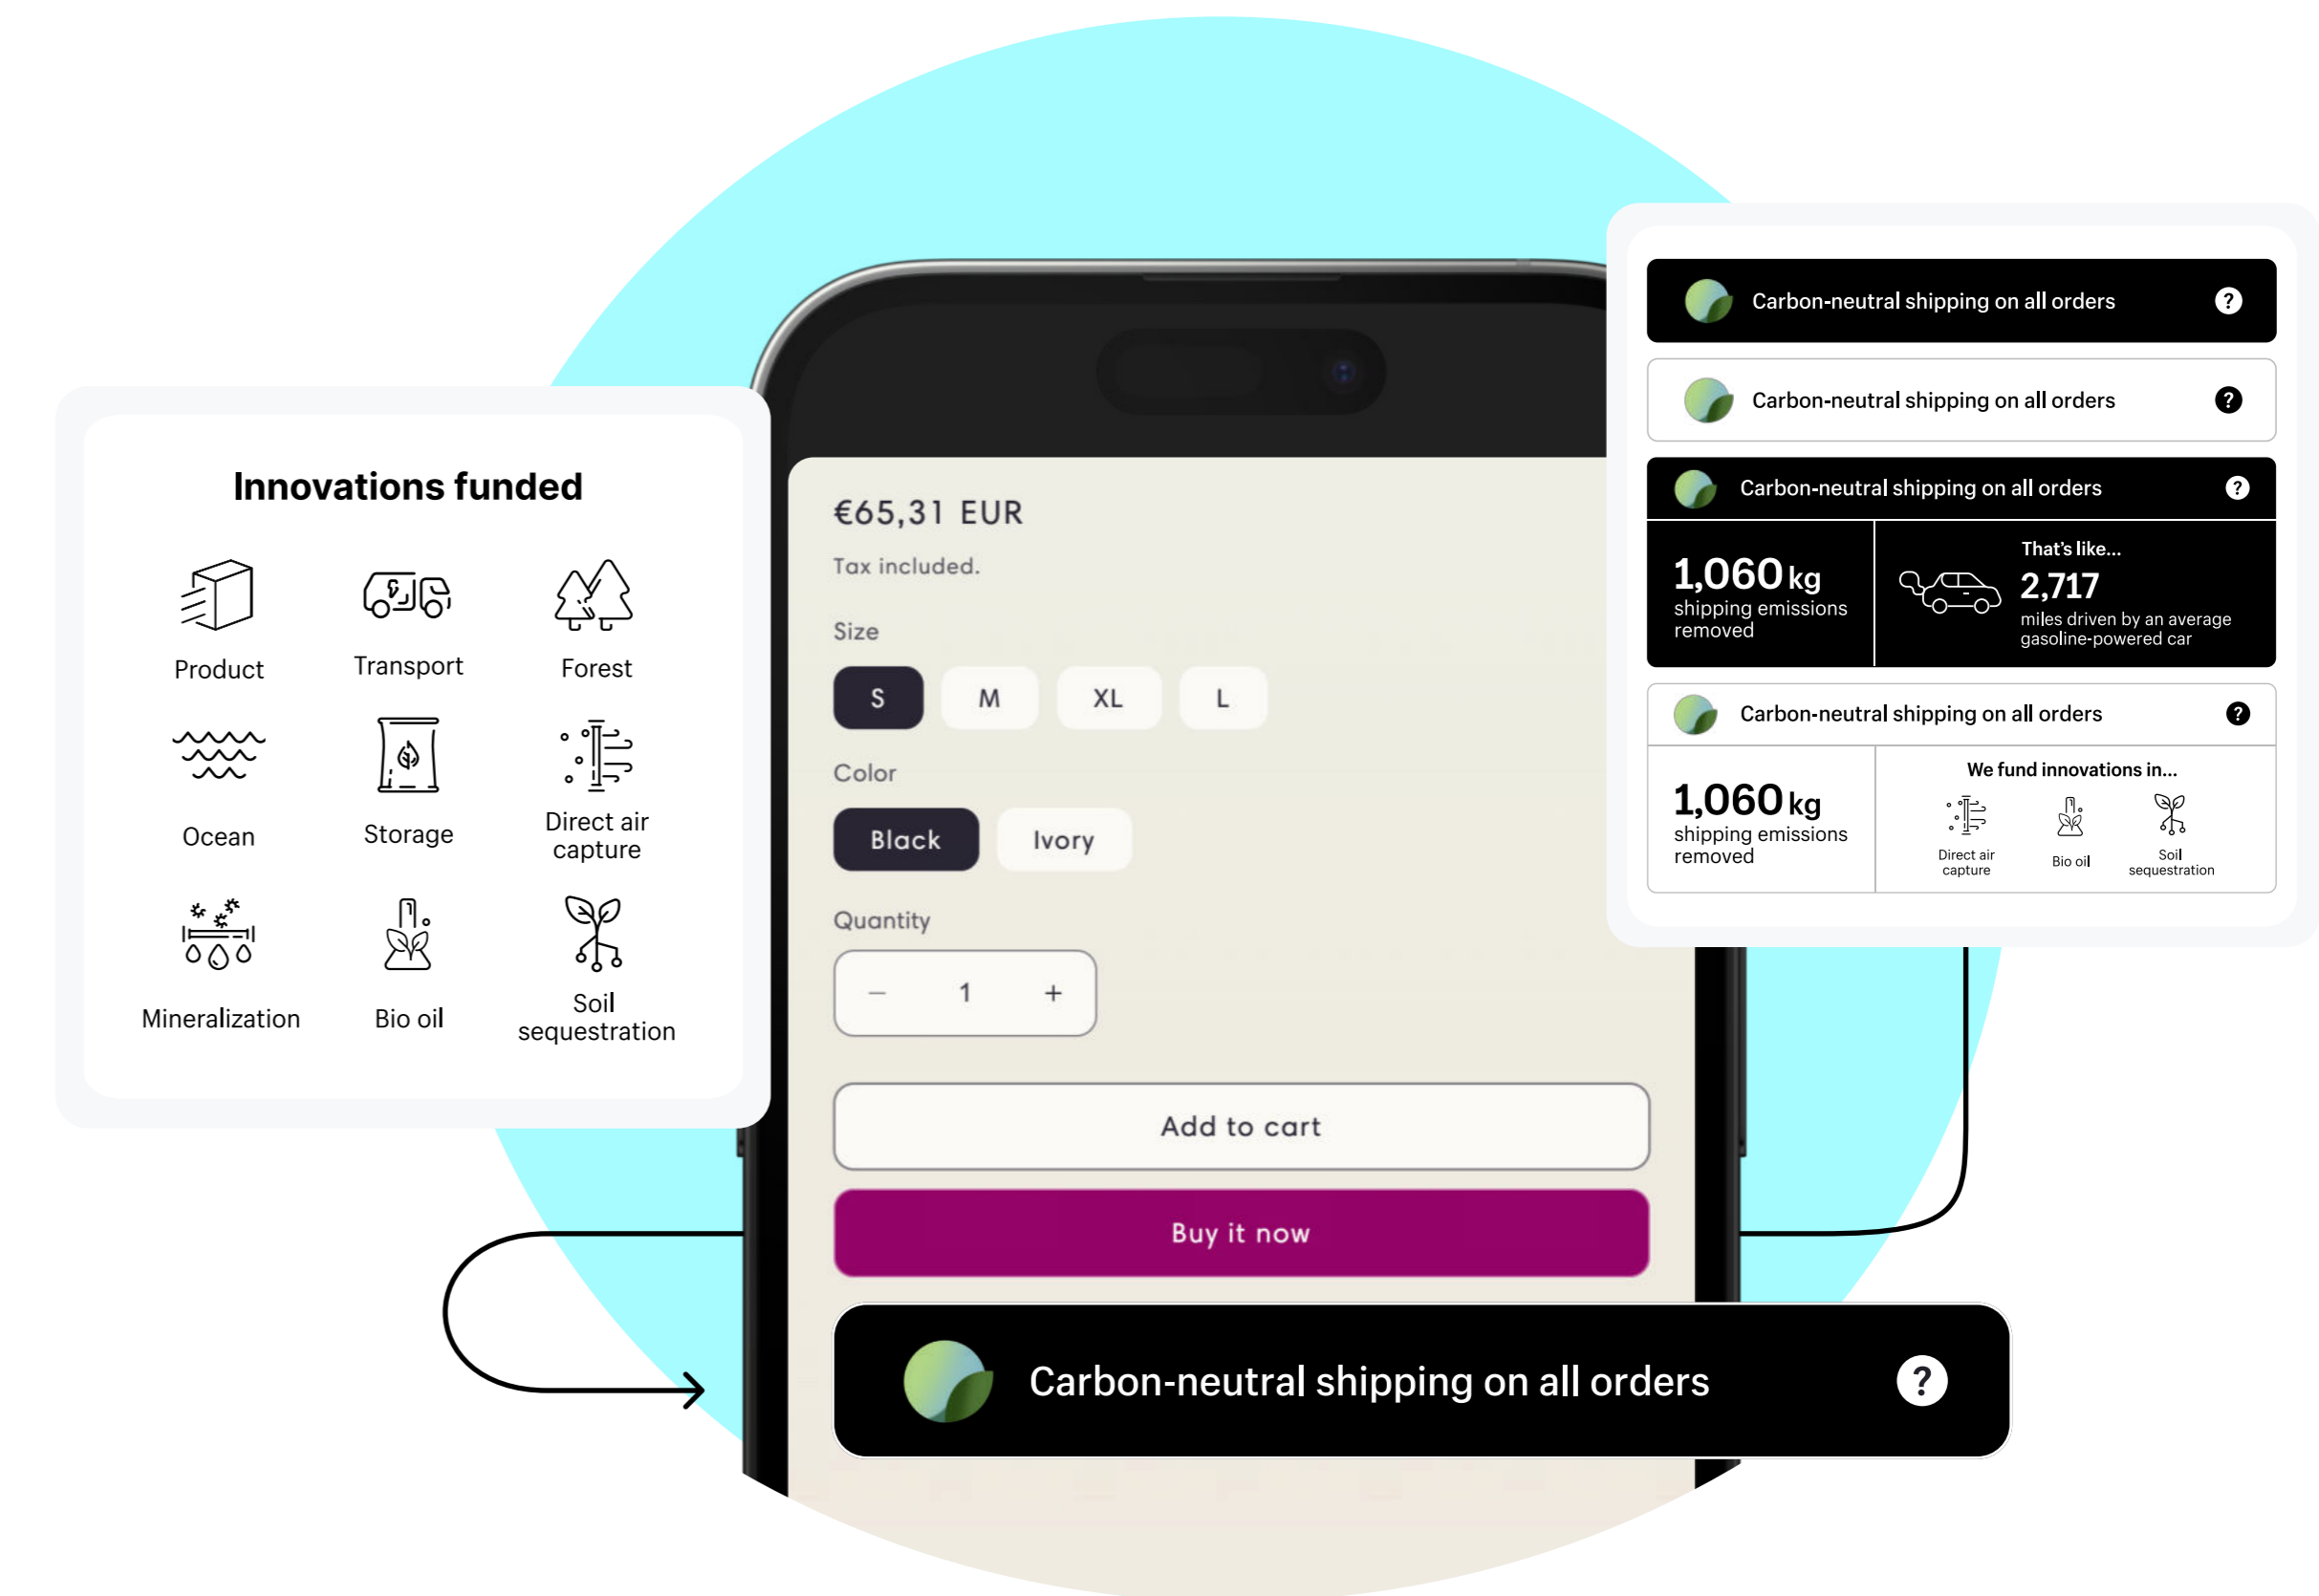 Innovations funded
Product
Transport
Forest
Ocean
Storage
Direct air
capture
Mineralization
Bio oil
Soil
sequestration
€65,31 EUR
Tax included.
Size
S M XL L
Color
Black Ivory
Quantity
− 1 +
Add to cart
Buy it now
Carbon-neutral shipping on all orders ?
Carbon-neutral shipping on all orders ?
Carbon-neutral shipping on all orders ?
Carbon-neutral shipping on all orders ?
1,060 kg
shipping emissions
removed
That's like...
2,717
miles driven by an average
gasoline-powered car
Carbon-neutral shipping on all orders ?
1,060 kg
shipping emissions
removed
We fund innovations in...
Direct air
capture
Bio oil
Soil
sequestration